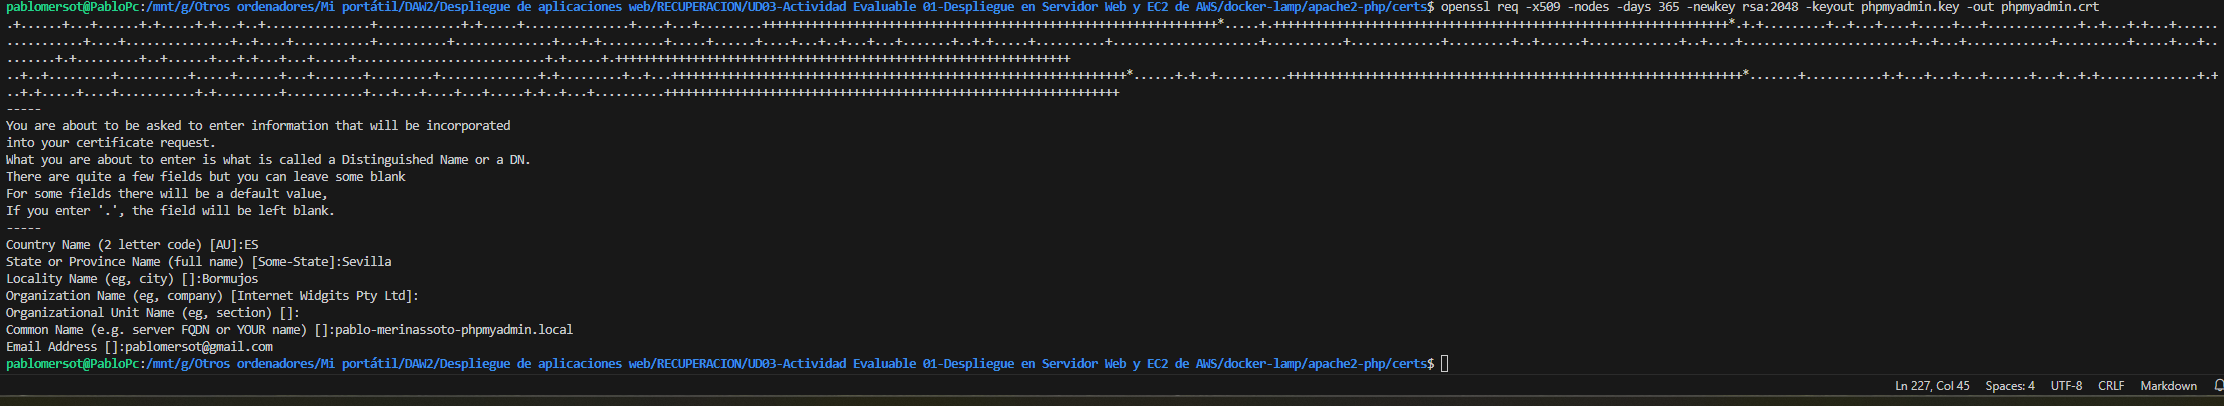 pablomersot@PabloPc:/mnt/g/Otros ordenadores/Mi portátil/DAW2/Despliegue de aplicaciones web/RECUPERACION/UD03-Actividad Evaluable 01-Despliegue en Servidor Web y EC2 de AWS/docker-lamp/apache2-php/certs$ openssl req -x509 -nodes -days 365 -newkey rsa:2048 -keyout phpmyadmin.key -out phpmyadmin.crt
-----
You are about to be asked to enter information that will be incorporated
into your certificate request.
What you are about to enter is what is called a Distinguished Name or a DN.
There are quite a few fields but you can leave some blank
For some fields there will be a default value,
If you enter '.', the field will be left blank.
-----
Country Name (2 letter code) [AU]:ES
State or Province Name (full name) [Some-State]:Sevilla
Locality Name (eg, city) []:Bormujos
Organization Name (eg, company) [Internet Widgits Pty Ltd]:
Organizational Unit Name (eg, section) []:
Common Name (e.g. server FQDN or YOUR name) []:pablo-merinassoto-phpmyadmin.local
Email Address []:pablomersot@gmail.com
pablomersot@PabloPc:/mnt/g/Otros ordenadores/Mi portátil/DAW2/Despliegue de aplicaciones web/RECUPERACION/UD03-Actividad Evaluable 01-Despliegue en Servidor Web y EC2 de AWS/docker-lamp/apache2-php/certs$
Ln 227, Col 45 Spaces: 4 UTF-8 CRLF Markdown